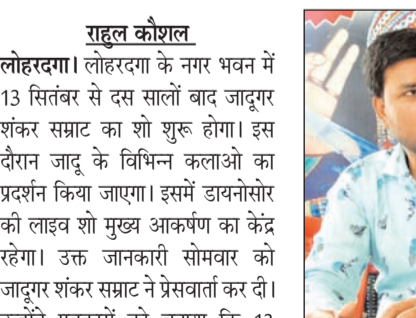 राहुल कौशल
लोहरदगा। लोहरदगा के नगर भवन में
13 सितंबर से दस सालों बाद जादूगर
शंकर सम्राट का शो शुरू होगा। इस
दौरान जादू के विभिन्न कलाओ का
प्रदर्शन किया जाएगा। इसमें डायनोसोर
की लाइव शो मुख्य आकर्षण का केंद्र
रहेगा। उक्त जानकारी सोमवार को
जादूगर शंकर सम्राट ने प्रेसवार्ता कर दी।